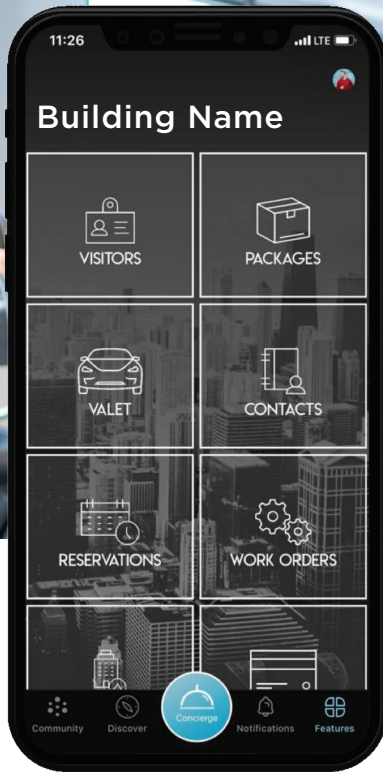 11:26
LTE
Building Name
VISITORS
PACKAGES
VALET
CONTACTS
RESERVATIONS
WORK ORDERS
Community
Discover
Concierge
Notifications
Features